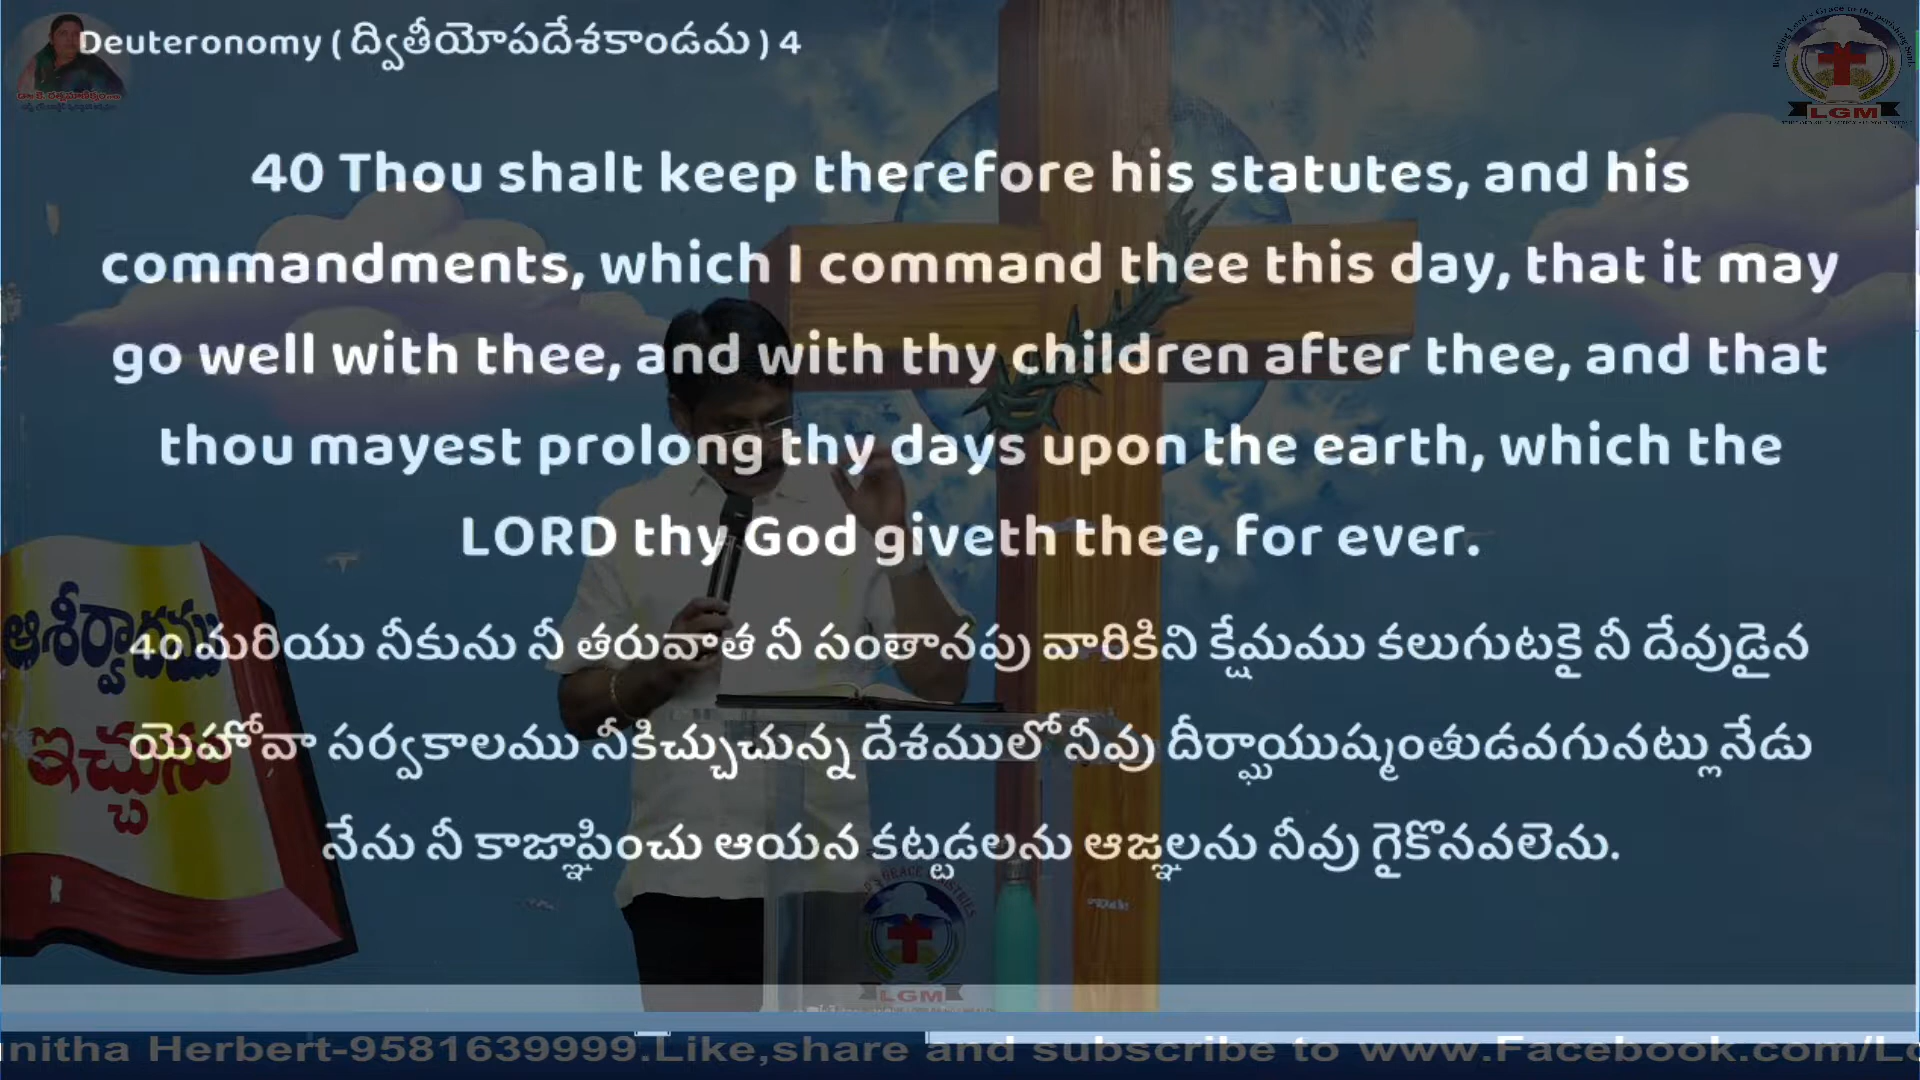 Deuteronomy ( ద్వితీయోపదేశకాండమ ) 4
40 Thou shalt keep therefore his statutes, and his
commandments, which I command thee this day, that it may
go well with thee, and with thy children after thee, and that
thou mayest prolong thy days upon the earth, which the
LORD thy God giveth thee, for ever.
40 మరియు నీకును నీ తరువాత నీ సంతానపు వారికిని క్షేమము కలుగుటకై నీ దేవుడైన
యెహోవా సర్వకాలము నీకిచ్చుచున్న దేశములో నీవు దీర్ఘాయుష్మంతుడవగునట్లు నేడు
నేను నీ కాజ్ఞాపించు ఆయన కట్టడలను ఆజ్ఞలను నీవు గైకొనవలెను.
ఆశీర్వాదము
ఇచ్చును
LGM
LGM
nitha Herbert-9581639999.Like,share and subscribe to www.Facebook.com/Lo